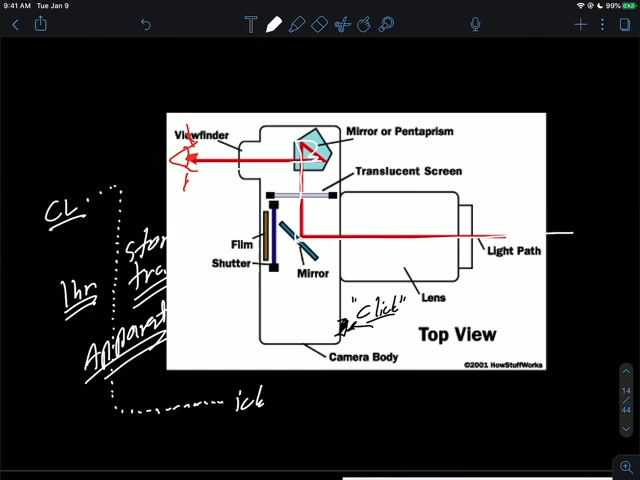 9:41 AM Tue Jan 9
99%
Viewfinder
Mirror or Pentaprism
Translucent Screen
CL
Film
Shutter
Mirror
Light Path
1hr
Lens
"Click"
Top View
Camera Body
©2001 HowStuffWorks
14
44
ick